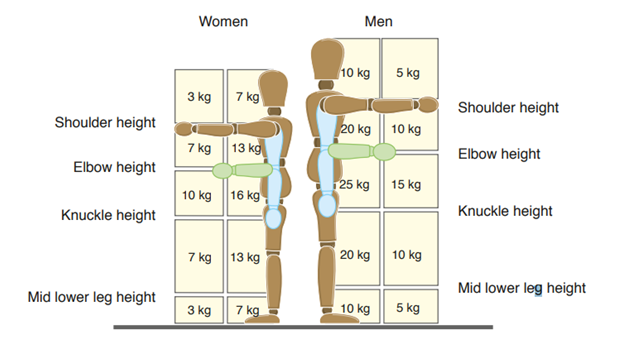 Women
Men
10 kg 5 kg
3 kg 7 kg
Shoulder height
Shoulder height
20 kg 10 kg
7 kg 13 kg
Elbow height
Elbow height
25 kg 15 kg
10 kg 16 kg
Knuckle height
Knuckle height
7 kg 13 kg
20 kg 10 kg
Mid lower leg height
Mid lower leg height
3 kg 7 kg
10 kg 5 kg